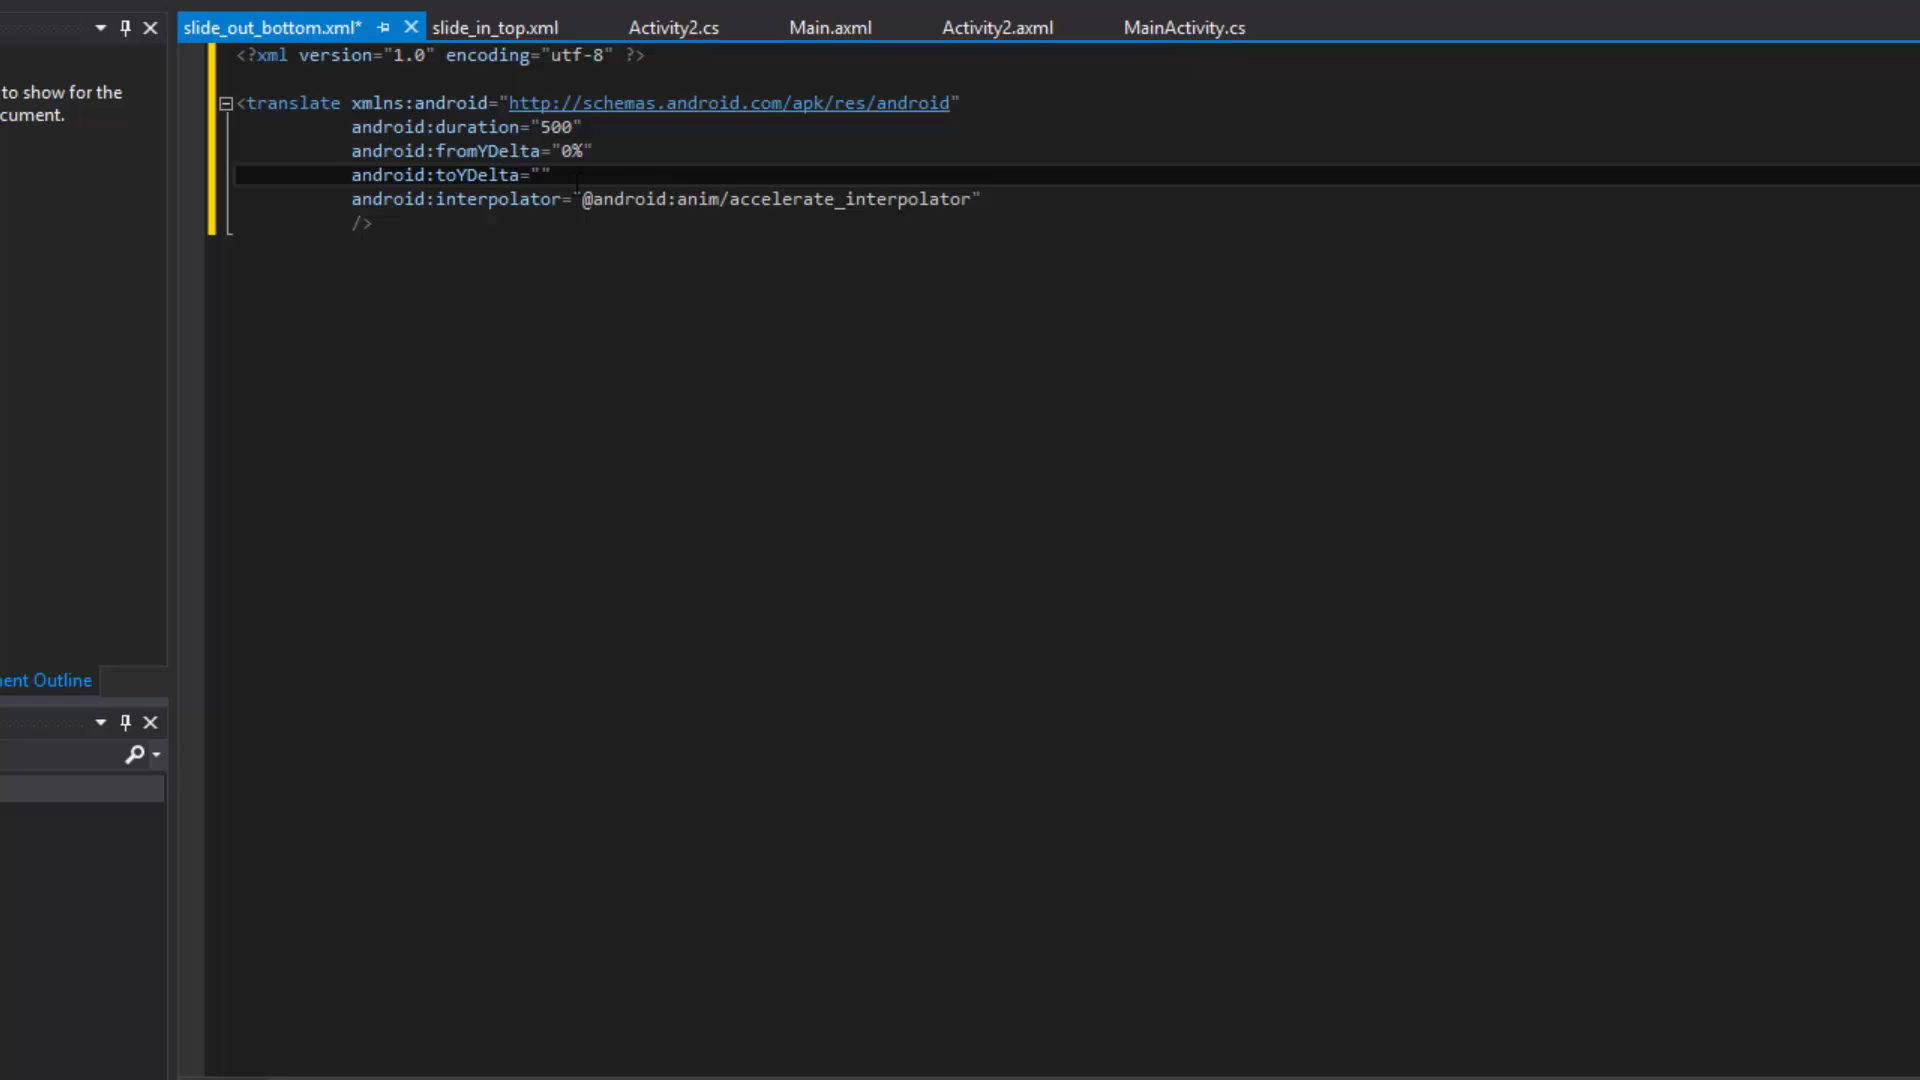 slide_out_bottom.xml* slide_in_top.xml Activity2.cs Main.axml Activity2.axml MainActivity.cs
to show for the
cument.
<?xml version="1.0" encoding="utf-8" ?>
<translate xmlns:android="http://schemas.android.com/apk/res/android"
android:duration="500"
android:fromYDelta="0%"
android:toYDelta=""
android:interpolator="@android:anim/accelerate_interpolator"
/>
ent Outline